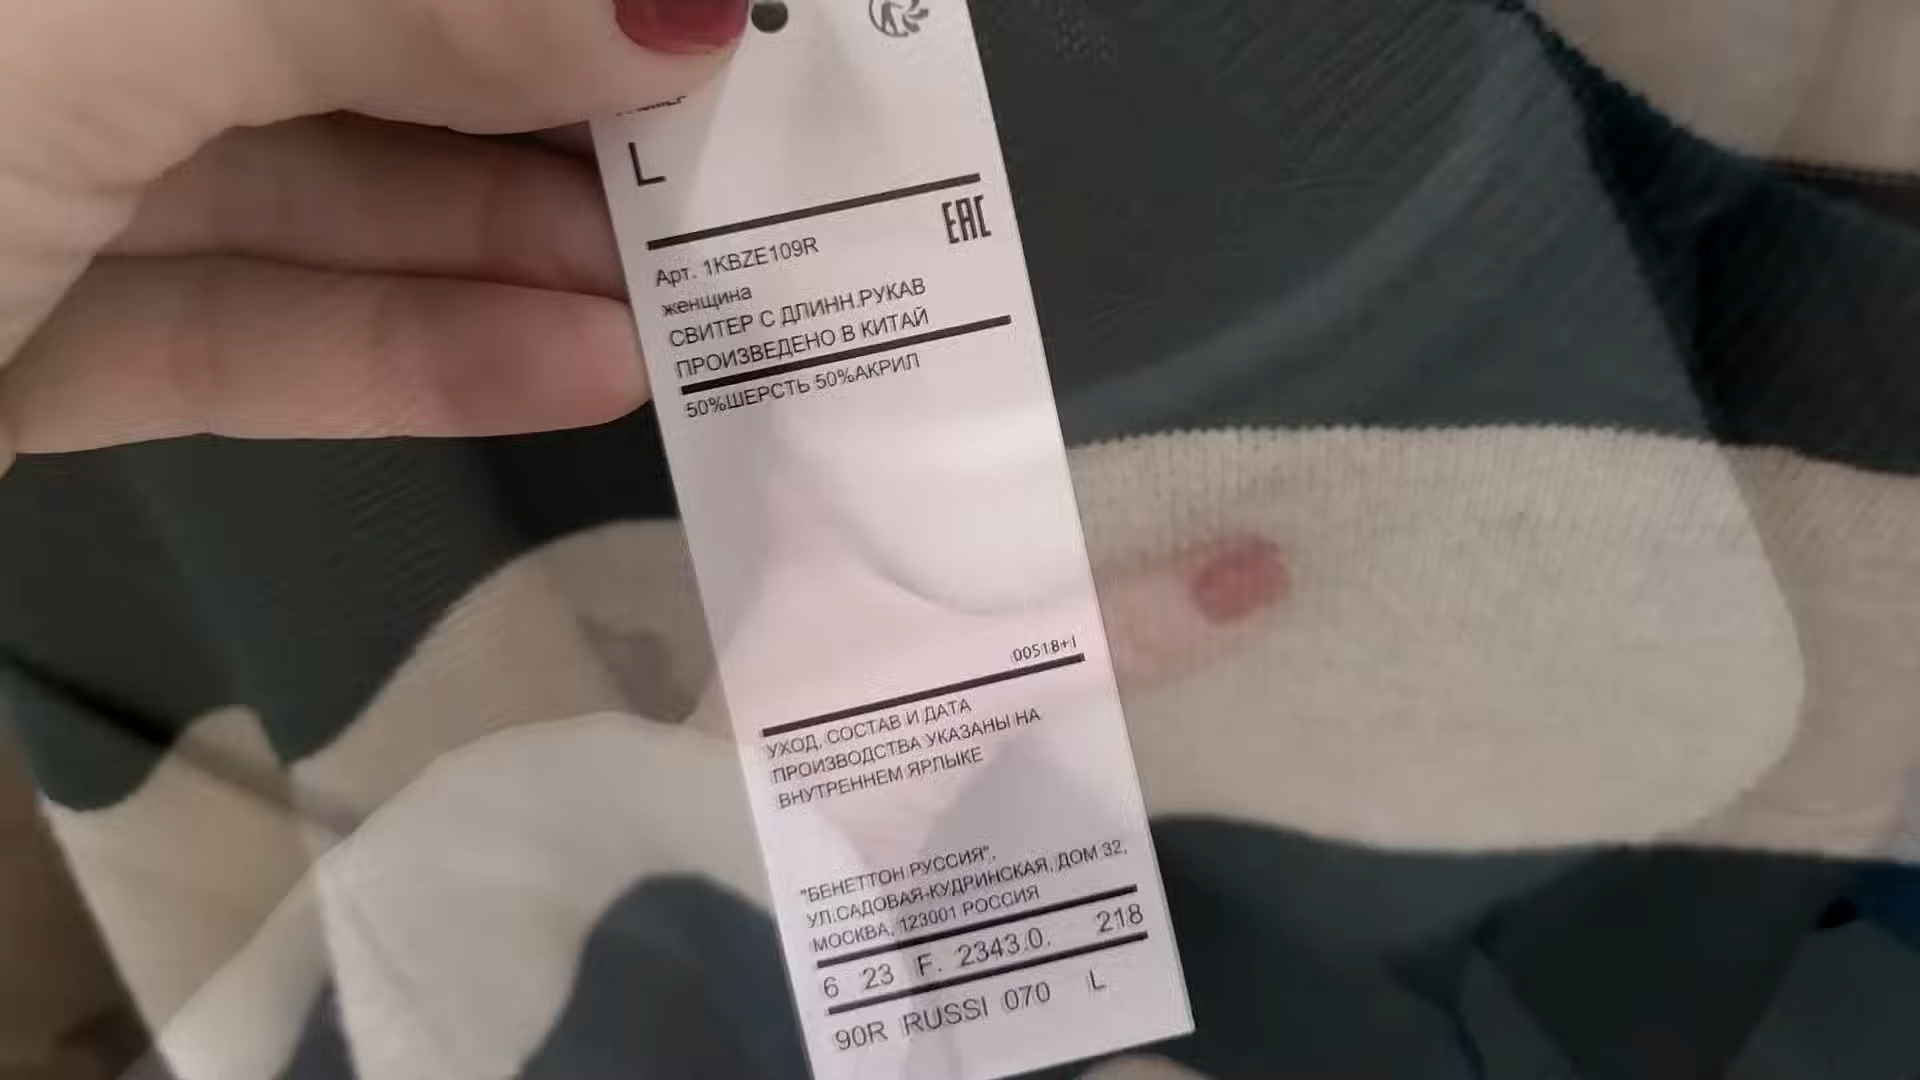 L
EAC
Арт. 1KBZE109R
женщина
СВИТЕР С ДЛИНН.РУКАВ
ПРОИЗВЕДЕНО В КИТАЙ
50%ШЕРСТЬ 50%АКРИЛ
00518+1
УХОД, СОСТАВ И ДАТА
ПРОИЗВОДСТВА УКАЗАНЫ НА
ВНУТРЕННЕМ ЯРЛЫКЕ
"БЕНЕТТОН РУССИЯ",
УЛ.САДОВАЯ-КУДРИНСКАЯ, ДОМ 32,
МОСКВА, 123001 РОССИЯ
6 23 F. 2343.0. 218
90R RUSSI 070 L